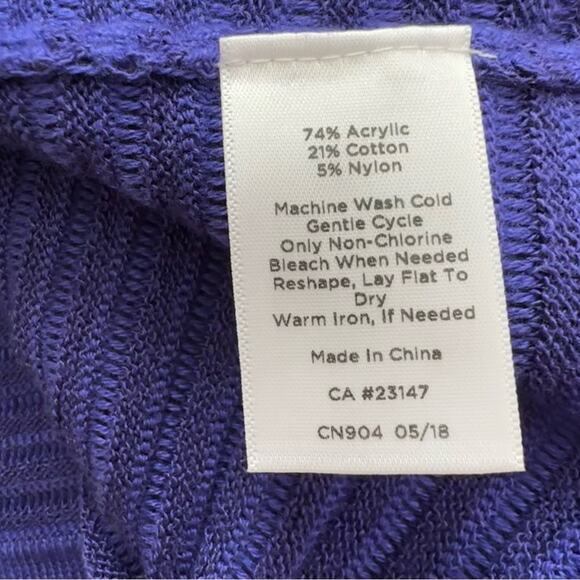 74% Acrylic
21% Cotton
5% Nylon
Machine Wash Cold
Gentle Cycle
Only Non-Chlorine
Bleach When Needed
Reshape, Lay Flat To
Dry
Warm Iron, If Needed
Made In China
CA #23147
CN904 05/18